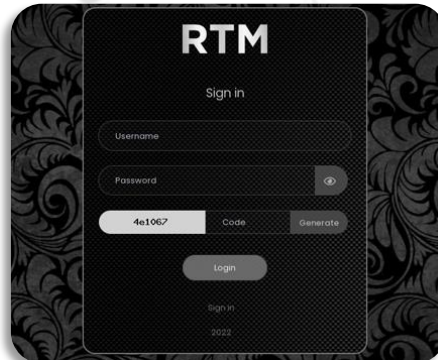 RTM
Sign in
Username
Password
4e1067 Code Generate
Login
Sign in
2022